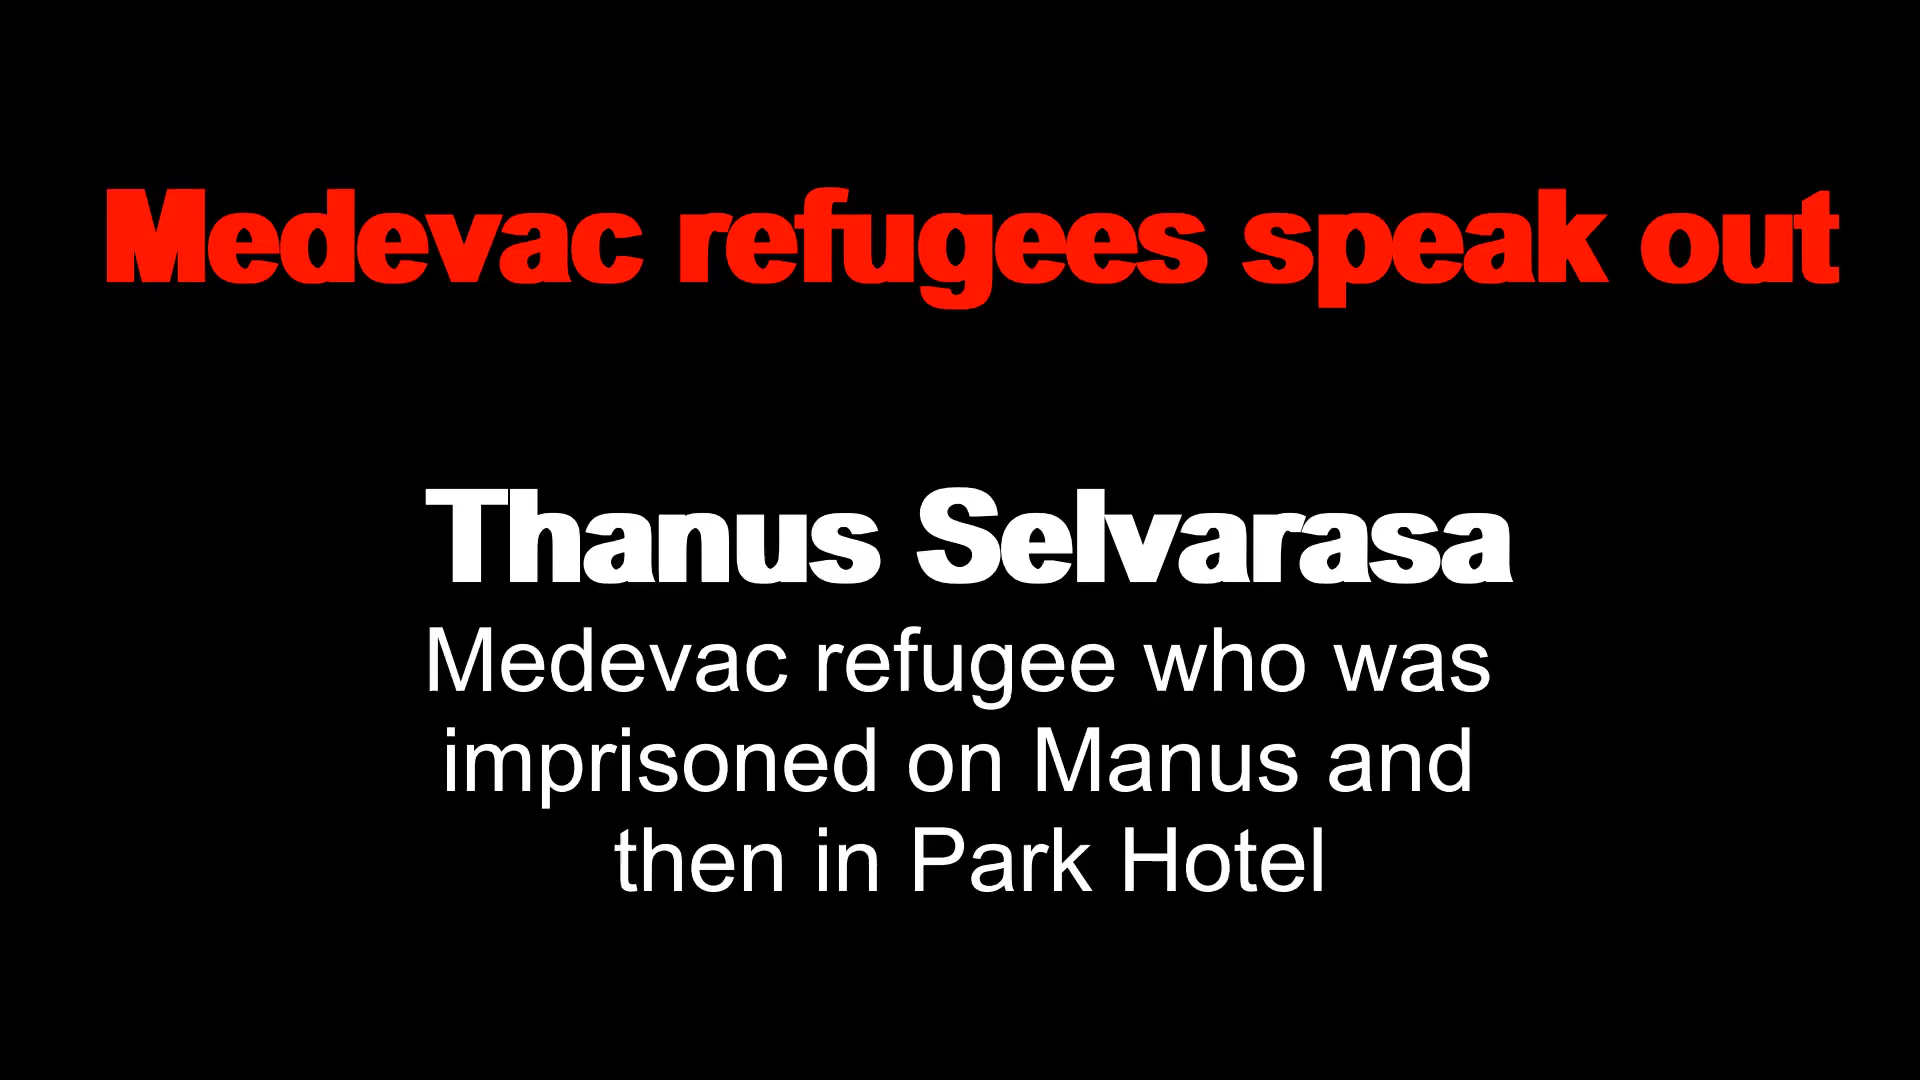 Medevac refugees speak out
Thanus Selvarasa
Medevac refugee who was
imprisoned on Manus and
then in Park Hotel